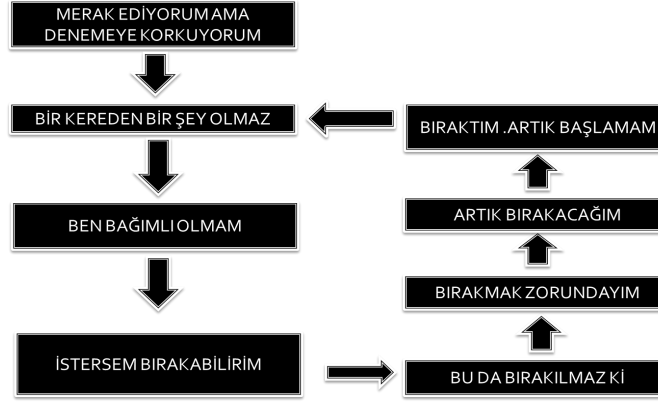 MERAK EDİYORUM AMA
DENEMEYE KORKUYORUM
BİR KEREDEN BİR ŞEY OLMAZ
BEN BAĞIMLI OLMAM
İSTERSEM BIRAKABİLİRİM
BU DA BIRAKILMAZ Kİ
BIRAKMAK ZORUNDAYIM
ARTIK BIRAKACAĞIM
BIRAKTIM .ARTIK BAŞLAMAM